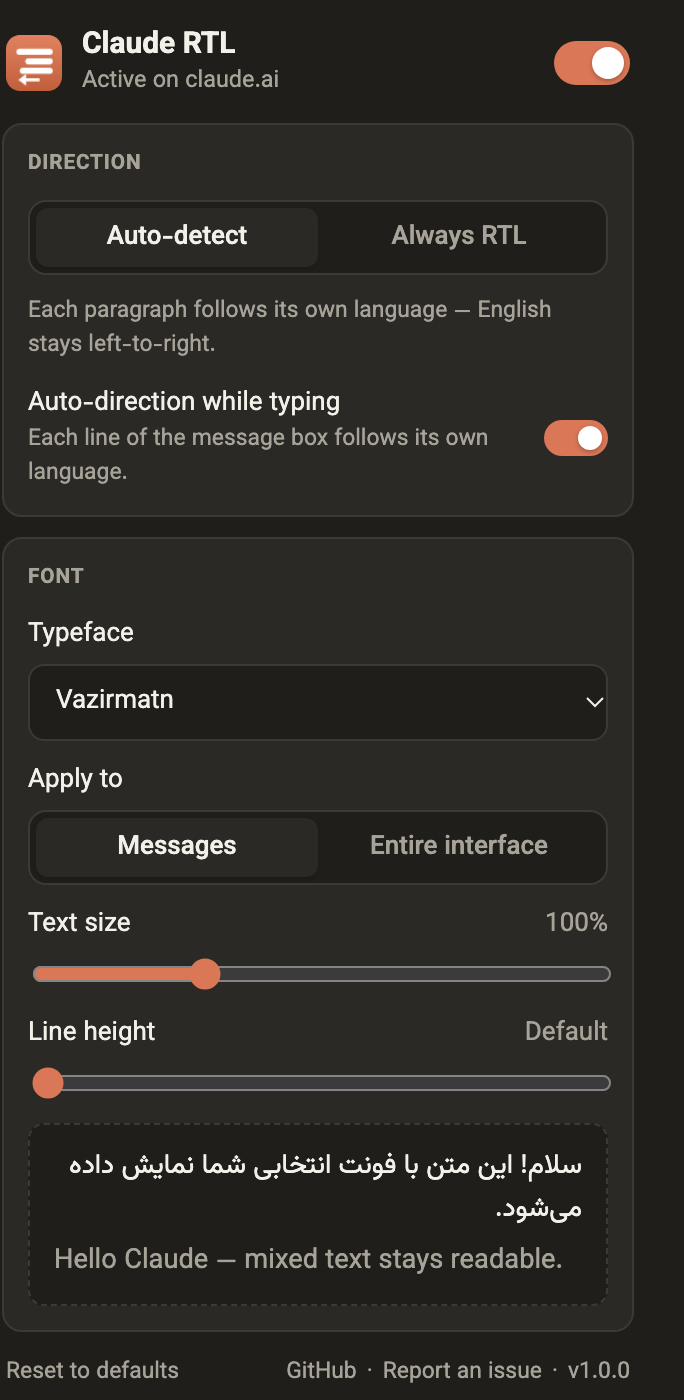 Claude RTL
Active on claude.ai
DIRECTION
Auto-detect
Always RTL
Each paragraph follows its own language — English
stays left-to-right.
Auto-direction while typing
Each line of the message box follows its own
language.
FONT
Typeface
Vazirmatn
Apply to
Messages
Entire interface
Text size
100%
Line height
Default
سلام! این متن با فونت انتخابی شما نمایش داده
می‌شود.
Hello Claude — mixed text stays readable.
Reset to defaults
GitHub · Report an issue · v1.0.0